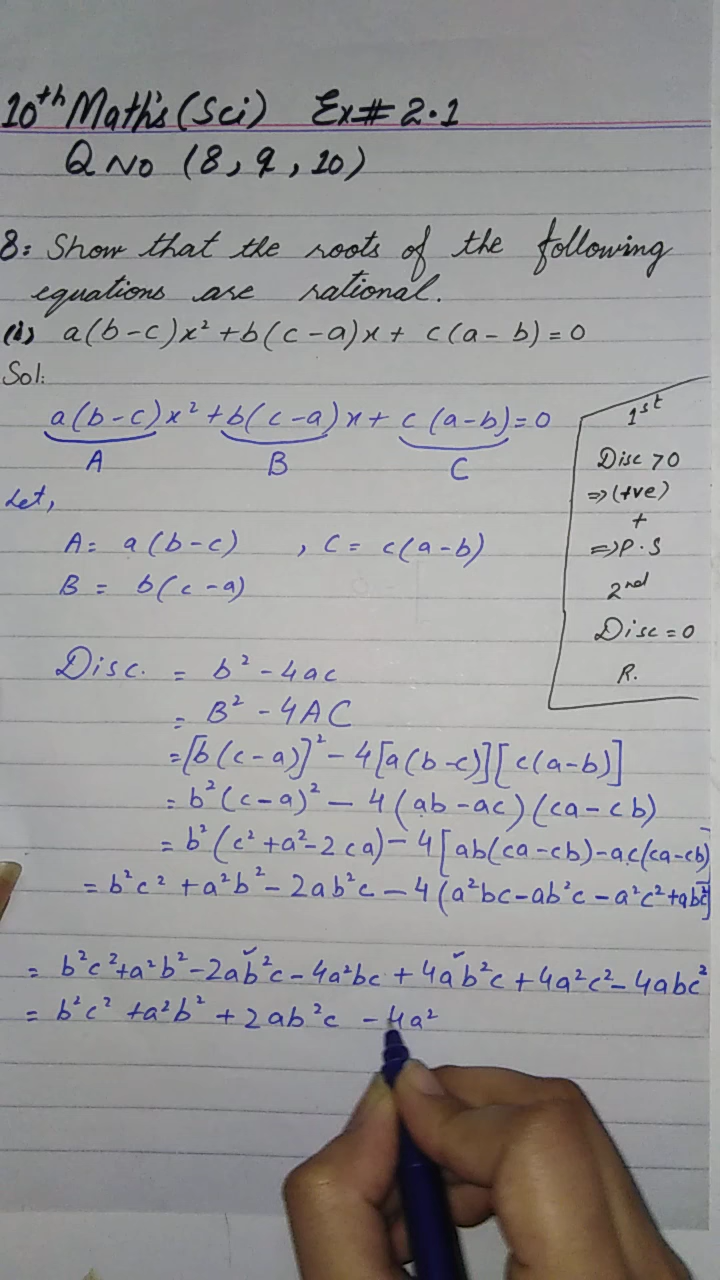 10th Math's (Sci) Ex# 2.1
Q No (8, 9, 10)
8: Show that the roots of the following
equations are rational.
(i) a(b-c)x² + b(c-a)x + c(a-b) = 0
Sol:
a(b-c)x² + b(c-a)x + c(a-b) = 0
A B C
Let,
A = a(b-c) , C = c(a-b)
B = b(c-a)
1st
Disc > 0
=> (+ve)
+
=> P.S
2nd
Disc = 0
R.
Disc. = b² - 4ac
= B² - 4AC
= [b(c-a)]² - 4[a(b-c)][c(a-b)]
= b²(c-a)² - 4(ab-ac)(ca-cb)
= b²(c²+a²-2ca) - 4[ab(ca-cb)-ac(ca-cb)]
= b²c² + a²b² - 2ab²c - 4(a²bc-ab²c-a²c²+abc²]
= b²c²+a²b²-2ab²c-4a²bc+4ab²c+4a²c²-4abc²
= b²c² + a²b² + 2ab²c - 4a²